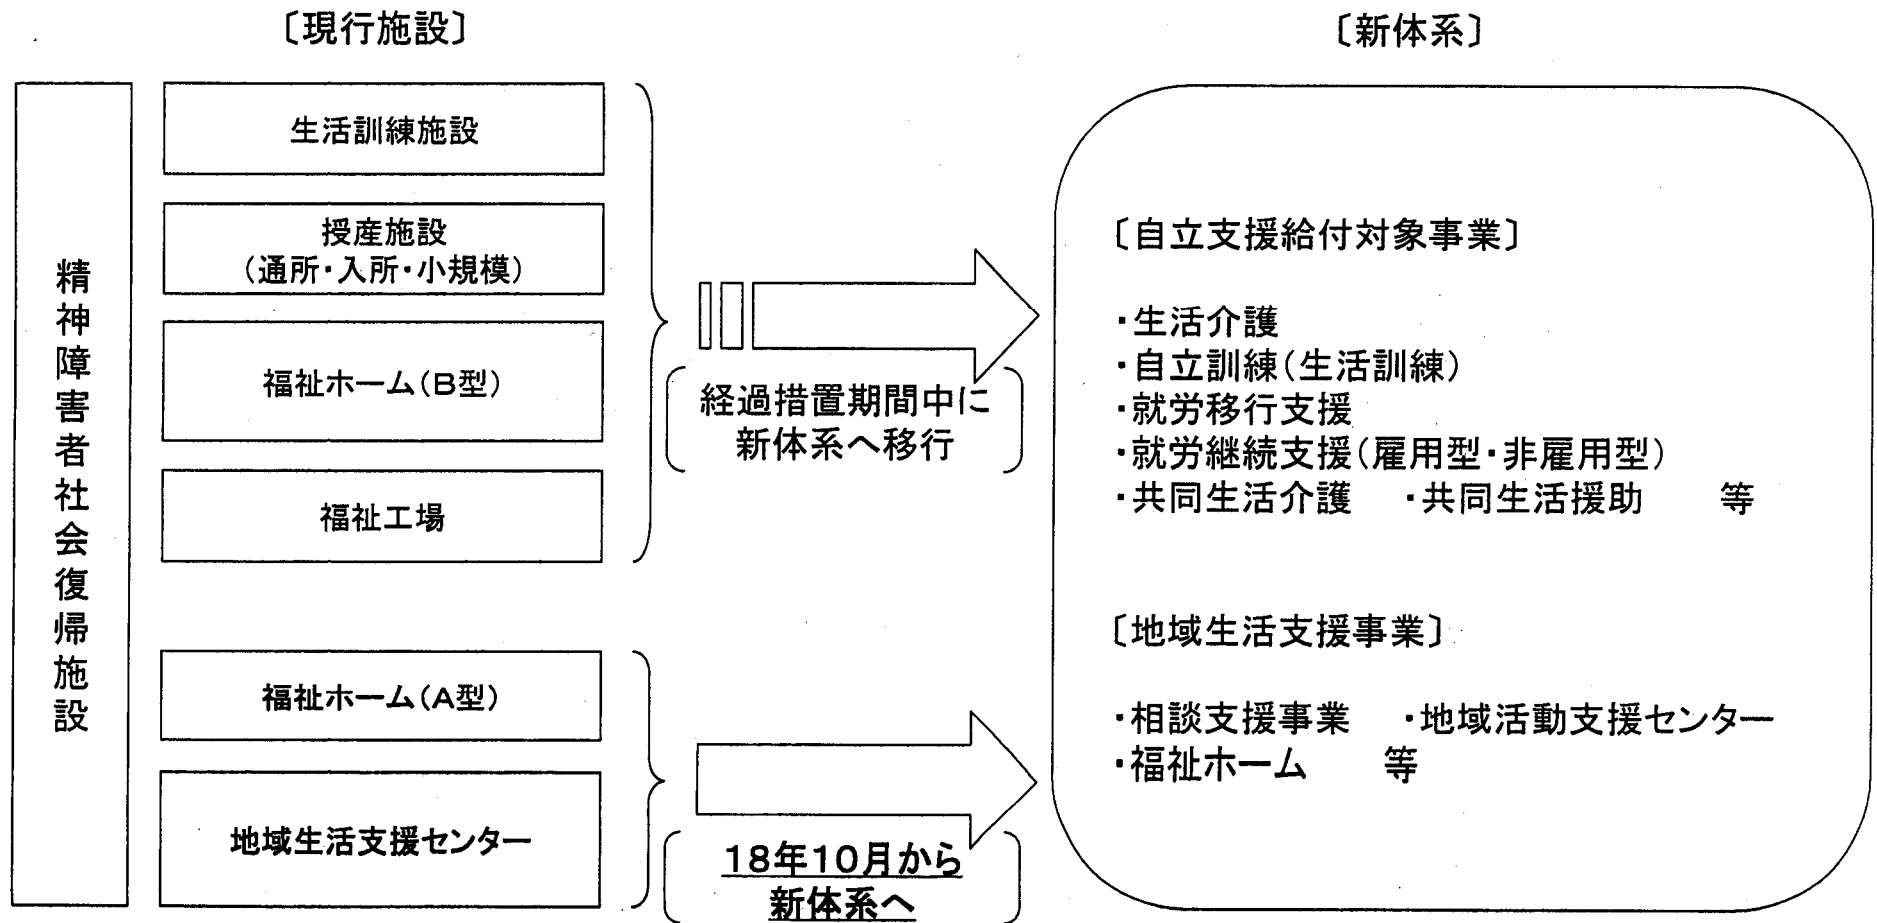 〔現行施設〕
〔新体系〕
精神障害者社会復帰施設
生活訓練施設
授産施設
（通所・入所・小規模）
福祉ホーム（B型）
福祉工場
福祉ホーム（A型）
地域生活支援センター
経過措置期間中に
新体系へ移行
18年10月から
新体系へ
〔自立支援給付対象事業〕
・生活介護
・自立訓練（生活訓練）
・就労移行支援
・就労継続支援（雇用型・非雇用型）
・共同生活介護　・共同生活援助　　等
〔地域生活支援事業〕
・相談支援事業　・地域活動支援センター
・福祉ホーム　　等